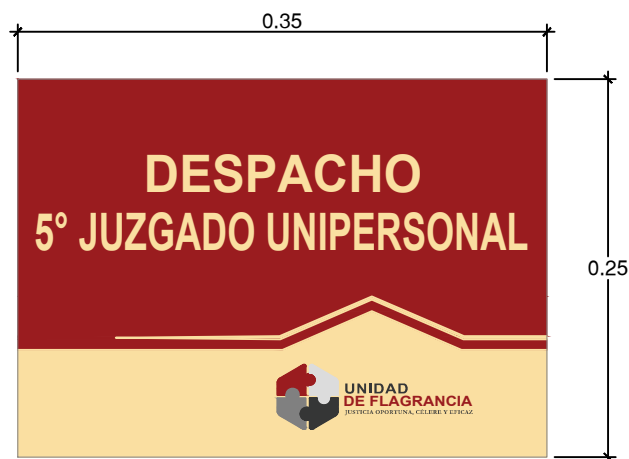 0.35
DESPACHO
5° JUZGADO UNIPERSONAL
0.25
UNIDAD
DE FLAGRANCIA
JUSTICIA OPORTUNA, CÉLERE Y EFICAZ